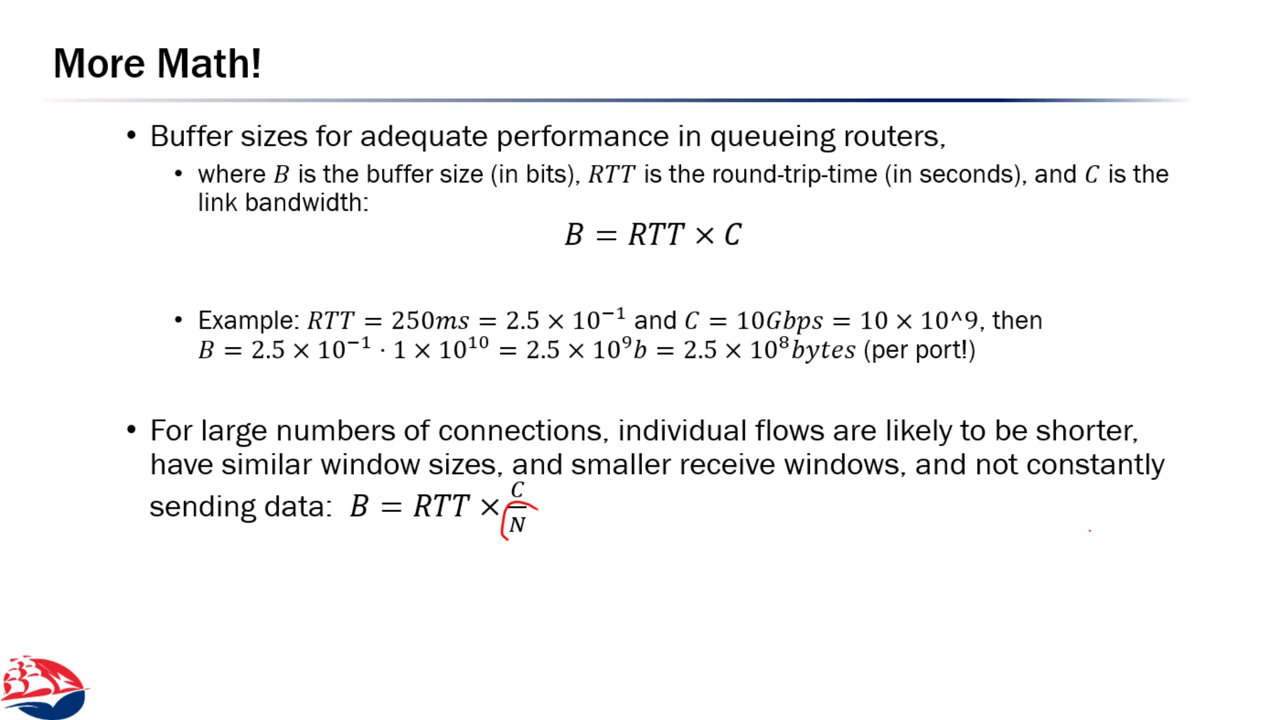 More Math!
• Buffer sizes for adequate performance in queueing routers,
• where B is the buffer size (in bits), RTT is the round-trip-time (in seconds), and C is the
link bandwidth:
B = RTT × C
• Example: RTT = 250ms = 2.5 × 10⁻¹ and C = 10Gbps = 10 × 10^9, then
B = 2.5 × 10⁻¹ · 1 × 10¹⁰ = 2.5 × 10⁹b = 2.5 × 10⁸bytes (per port!)
• For large numbers of connections, individual flows are likely to be shorter,
have similar window sizes, and smaller receive windows, and not constantly
sending data: B = RTT × C/N